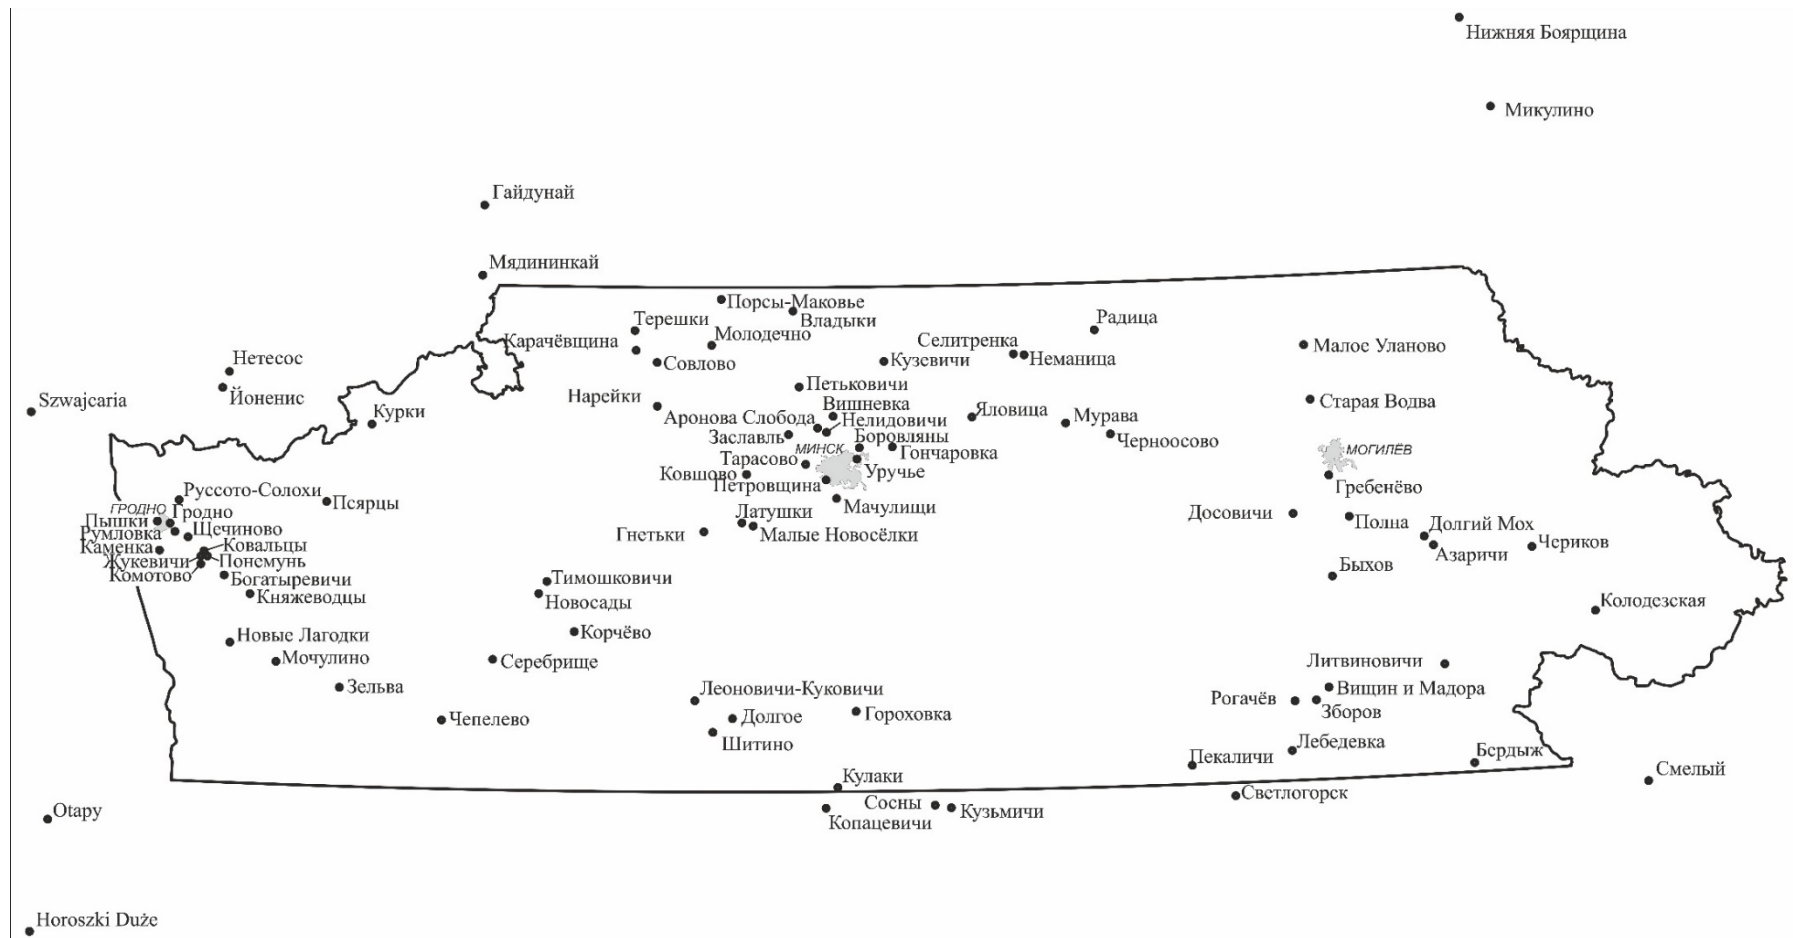 Нижняя Боярщина
Микулино
Гайдунай
Мядининкай
Порсы-Маковье
Владыки
Терешки
Радица
Молодечно
Карачёвщина
Селитренка
Малое Уланово
Нетесос
Кузевичи
Неманица
Совлово
Петьковичи
Йоненис
Нарейки
Szwajcaria
Старая Водва
Вишневка
Курки
Яловица
Мурава
Аронова Слобода
Нелидовичи
Заславль
Боровляны
Черноосово
МИНСК
МОГИЛЁВ
Гончаровка
Тарасово
Уручье
Ковшово
Петровщина
Гребенёво
Руссото-Солохи
Псярцы
Мачулищи
ГРОДНО
Гродно
Латушки
Досовичи
Пышки
Полна
Долгий Мох
Щечиново
Румловка
Гнетьки
Малые Новосёлки
Чериков
Ковальцы
Каменка
Азаричи
Жукевичи
Понемунь
Быхов
Комотово
Богатыревичи
Тимошковичи
Княжеводцы
Новосады
Колодезская
Новые Лагодки
Корчёво
Мочулино
Серебрище
Литвиновичи
Зельва
Леоновичи-Куковичи
Вищин и Мадора
Рогачёв
Зборов
Чепелево
Долгое
Гороховка
Шитино
Лебедевка
Бердыж
Пекаличи
Смелый
Кулаки
Светлогорск
Сосны
Otapy
Кузьмичи
Копацевичи
Horoszki Duże